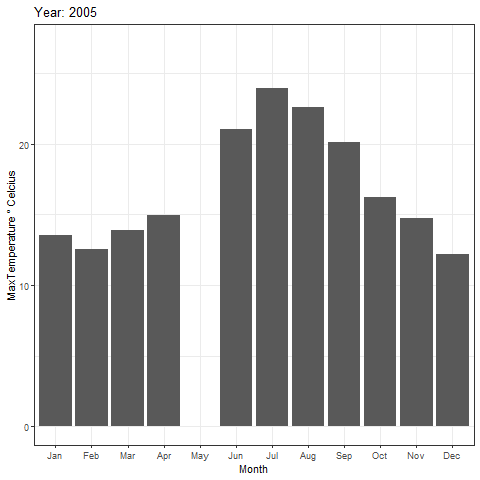 Year: 2005
MaxTemperature " Celcius
20
10
0
Jan Feb Mar Apr May Jun Jul Aug Sep Oct Nov Dec
Month